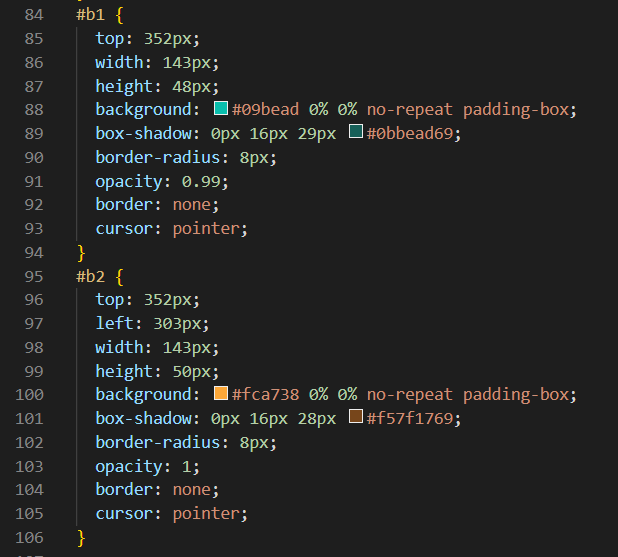 84 #b1 {
85 top: 352px;
86 width: 143px;
87 height: 48px;
88 background: #09bead 0% 0% no-repeat padding-box;
89 box-shadow: 0px 16px 29px #0bbead69;
90 border-radius: 8px;
91 opacity: 0.99;
92 border: none;
93 cursor: pointer;
94 }
95 #b2 {
96 top: 352px;
97 left: 303px;
98 width: 143px;
99 height: 50px;
100 background: #fca738 0% 0% no-repeat padding-box;
101 box-shadow: 0px 16px 28px #f57f1769;
102 border-radius: 8px;
103 opacity: 1;
104 border: none;
105 cursor: pointer;
106 }